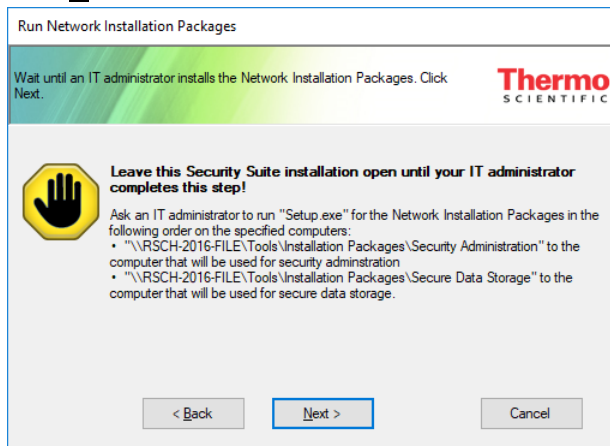 Run Network Installation Packages
Wait until an IT administrator installs the Network Installation Packages. Click
Next.
Thermo
SCIENTIFIC
Leave this Security Suite installation open until your IT administrator
completes this step!
Ask an IT administrator to run "Setup.exe" for the Network Installation Packages in the
following order on the specified computers:
• "\\RSCH-2016-FILE\Tools\Installation Packages\Security Administration" to the
computer that will be used for security adminstration
• "\\RSCH-2016-FILE\Tools\Installation Packages\Secure Data Storage" to the
computer that will be used for secure data storage.
< Back
Next >
Cancel